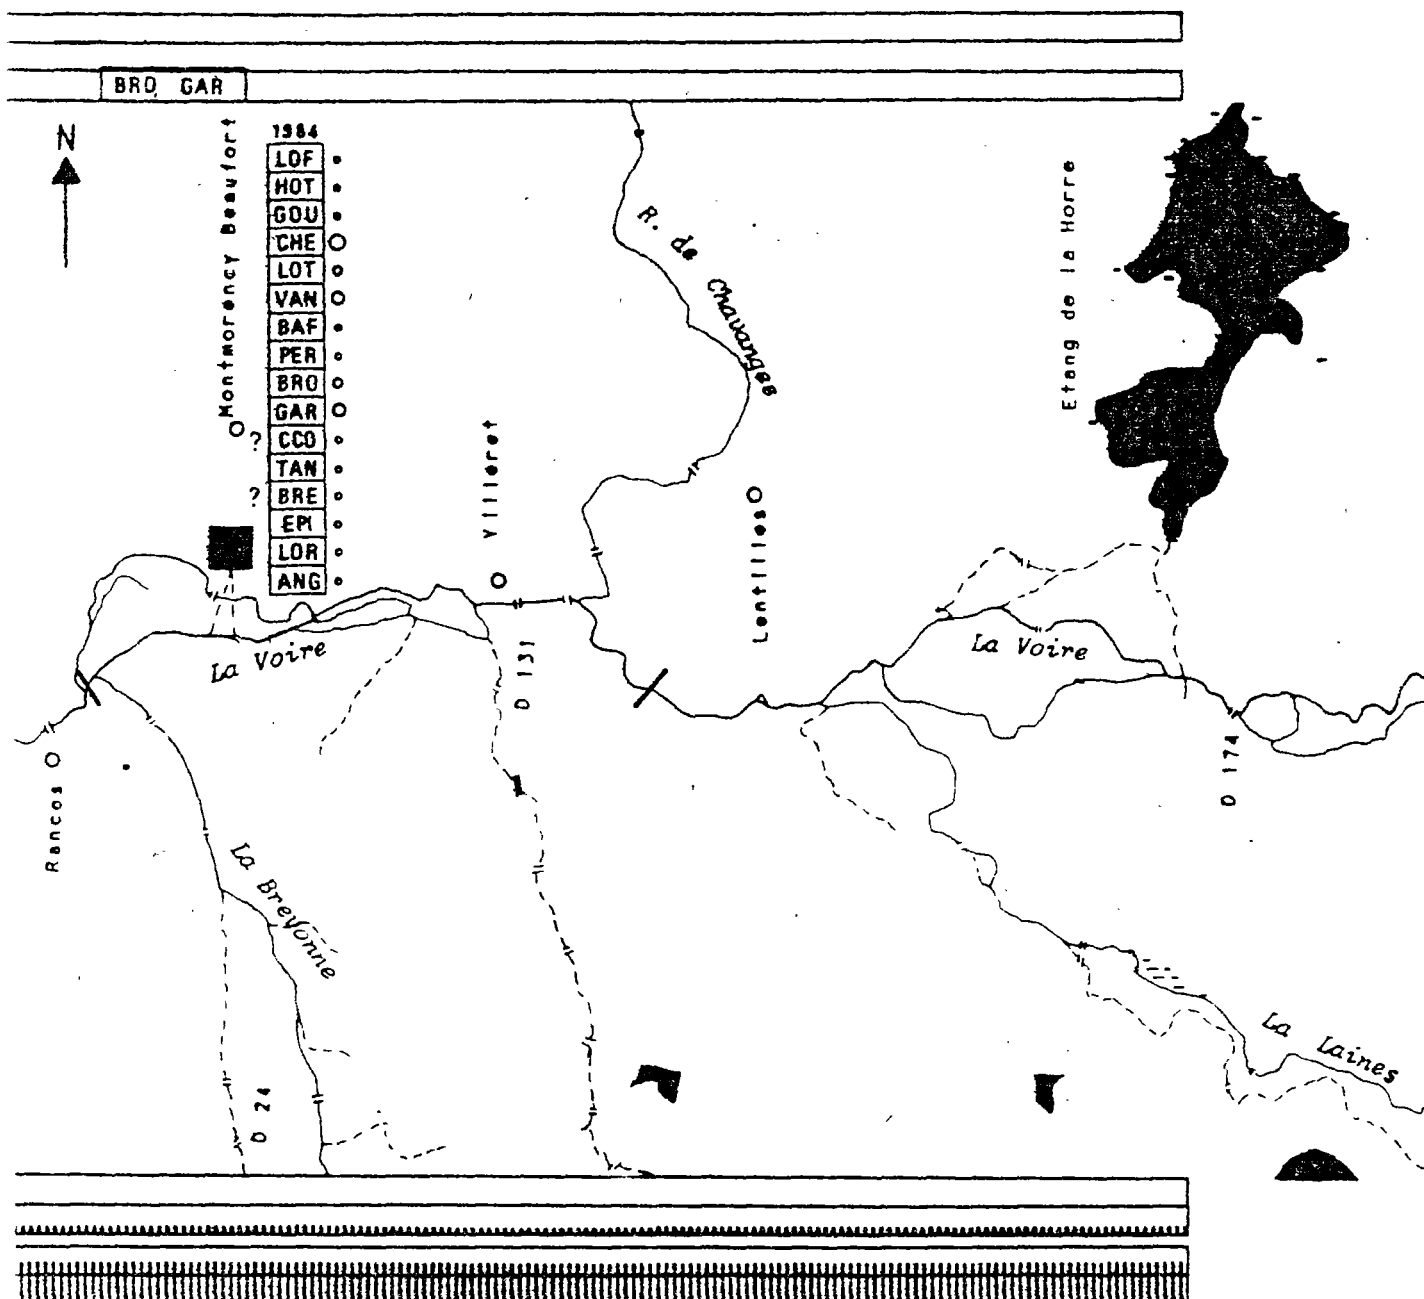 BRO GAR
N
Montmorency Beaufort
1984
LOF
HOT
GOU
CHE
LOT
VAN
BAF
PER
BRO
GAR
? CCO
TAN
? BRE
EPI
LOR
ANG
R. de Chavanges
Etang de la Horre
Villeret
Lentilles
La Voire
La Voire
D 131
D 174
Rances
La Brevonne
La Laines
D 24